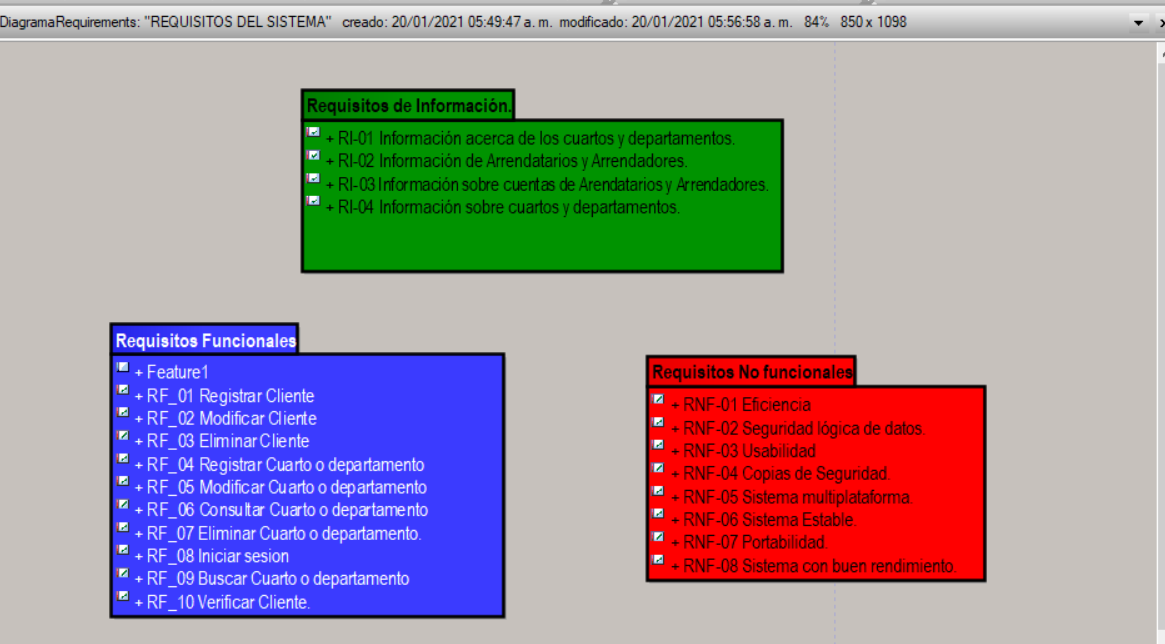 DiagramaRequirements: "REQUISITOS DEL SISTEMA" creado: 20/01/2021 05:49:47 a. m. modificado: 20/01/2021 05:56:58 a. m. 84% 850 x 1098
Requisitos de Información.
+ RI-01 Información acerca de los cuartos y departamentos.
+ RI-02 Información de Arrendatarios y Arrendadores.
+ RI-03 Información sobre cuentas de Arendatarios y Arrendadores.
+ RI-04 Información sobre cuartos y departamentos.
Requisitos Funcionales
+ Feature1
+ RF_01 Registrar Cliente
+ RF_02 Modificar Cliente
+ RF_03 Eliminar Cliente
+ RF_04 Registrar Cuarto o departamento
+ RF_05 Modificar Cuarto o departamento
+ RF_06 Consultar Cuarto o departamento
+ RF_07 Eliminar Cuarto o departamento.
+ RF_08 Iniciar sesion
+ RF_09 Buscar Cuarto o departamento
+ RF_10 Verificar Cliente.
Requisitos No funcionales
+ RNF-01 Eficiencia
+ RNF-02 Seguridad lógica de datos.
+ RNF-03 Usabilidad
+ RNF-04 Copias de Seguridad.
+ RNF-05 Sistema multiplataforma.
+ RNF-06 Sistema Estable.
+ RNF-07 Portabilidad.
+ RNF-08 Sistema con buen rendimiento.